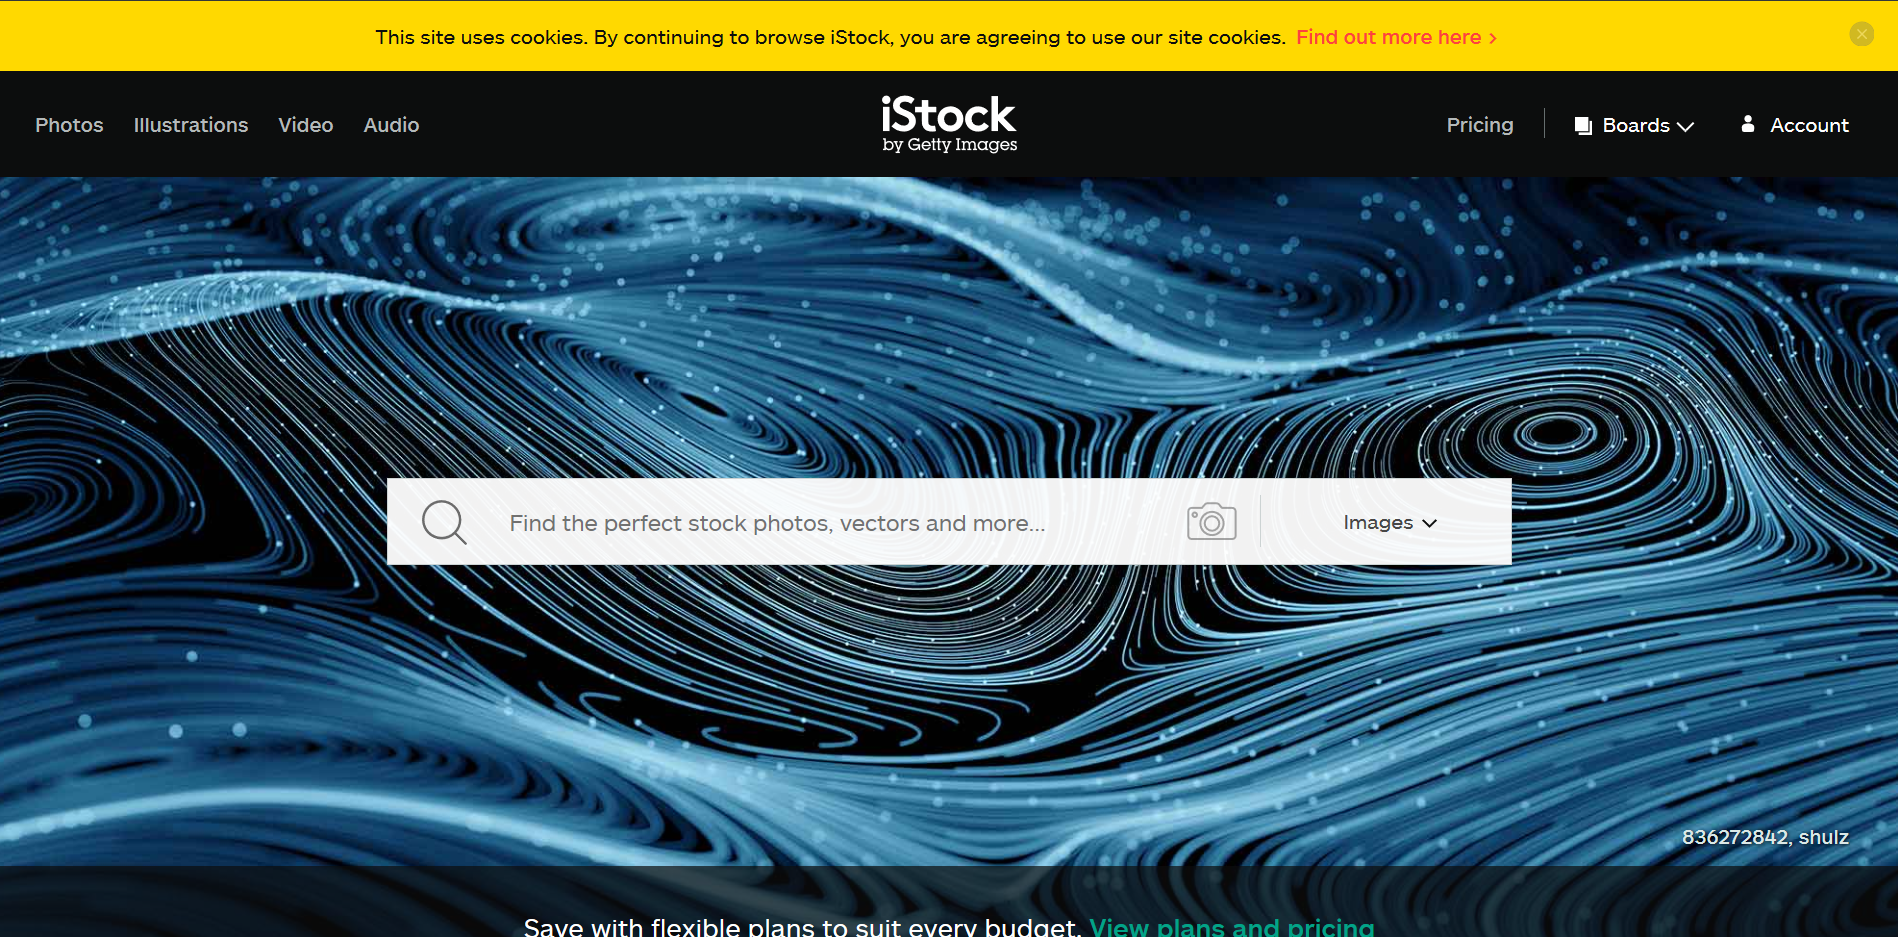 This site uses cookies. By continuing to browse iStock, you are agreeing to use our site cookies. Find out more here >
Photos Illustrations Video Audio
iStock
by Getty Images
Pricing Boards Account
Find the perfect stock photos, vectors and more...
Images
836272842, shulz
Save with flexible plans to suit every budget. View plans and pricing